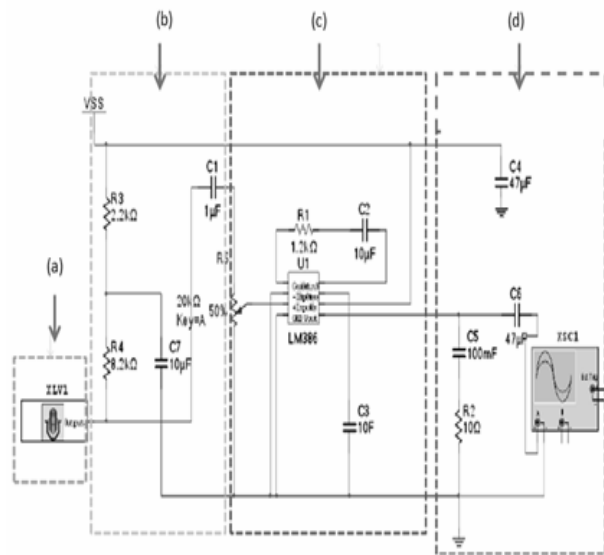 (b)
(c)
(d)
VSS
C1
1µF
C4
47µF
R3
2.2kΩ
R1
1.2kΩ
C2
10µF
U1
(a)
20kΩ
Key=A
50%
LM386
C6
47µF
R4
8.2kΩ
C7
10µF
C5
100mF
XSC1
XLV1
C3
10F
R2
10Ω